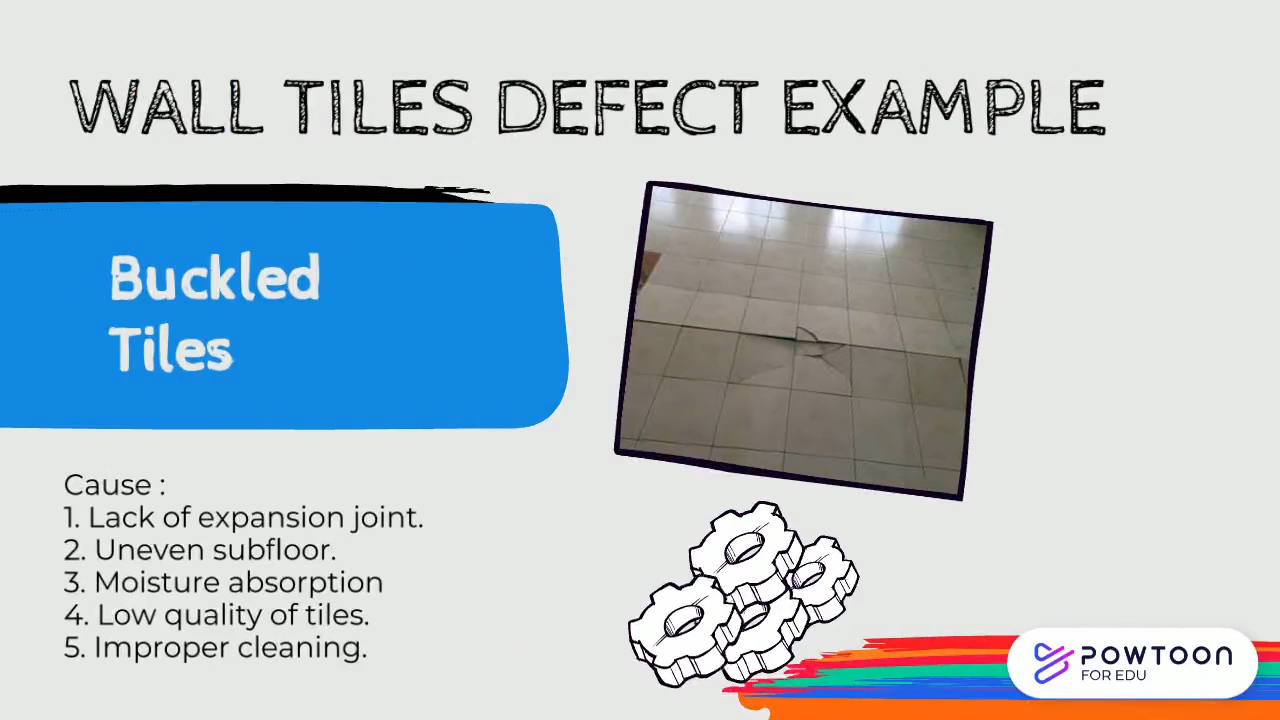 WALL TILES DEFECT EXAMPLE
Buckled
Tiles
Cause :
1. Lack of expansion joint.
2. Uneven subfloor.
3. Moisture absorption
4. Low quality of tiles.
5. Improper cleaning.
POWTOON
FOR EDU